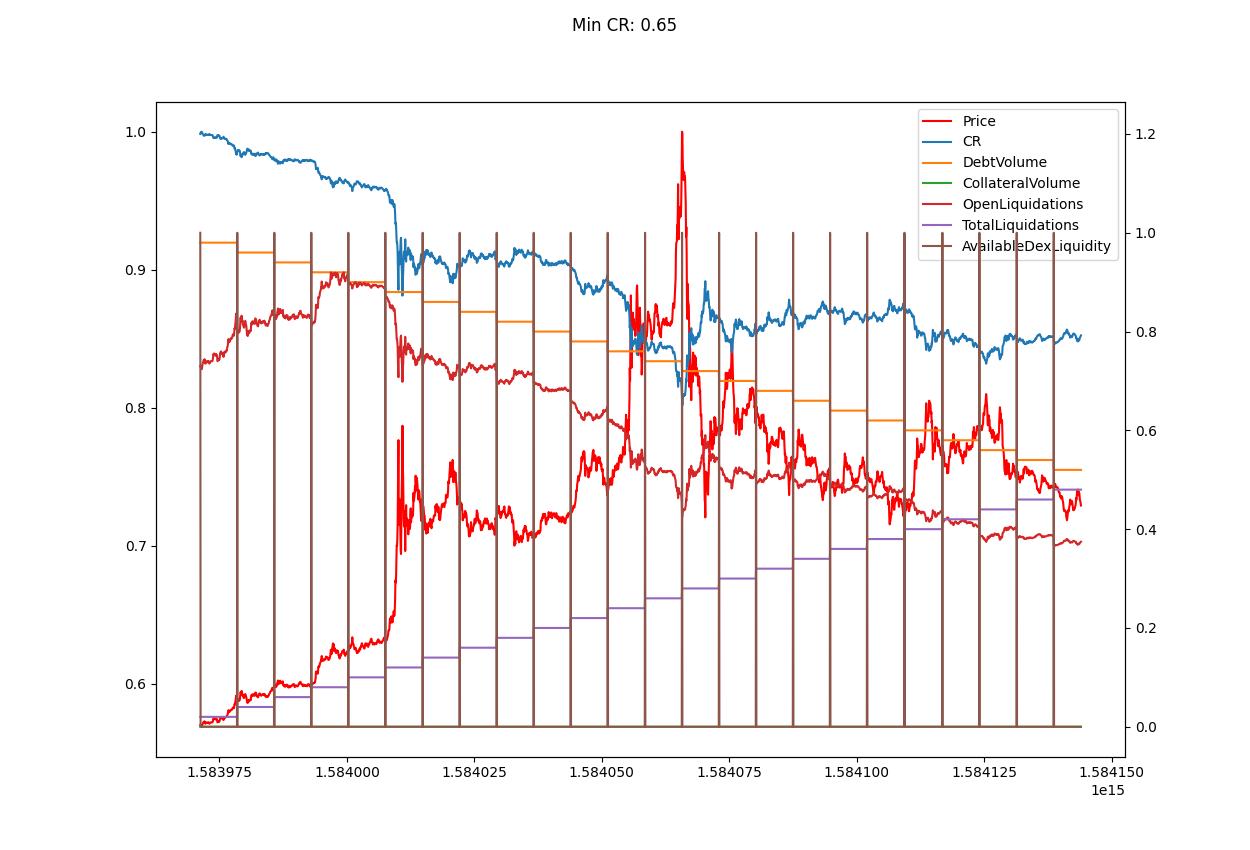 Min CR: 0.65
1.0
0.9
0.8
0.7
0.6
1.2
1.0
0.8
0.6
0.4
0.2
0.0
Price
CR
DebtVolume
CollateralVolume
OpenLiquidations
TotalLiquidations
AvailableDexLiquidity
1.583975 1.584000 1.584025 1.584050 1.584075 1.584100 1.584125 1.584150
1e15